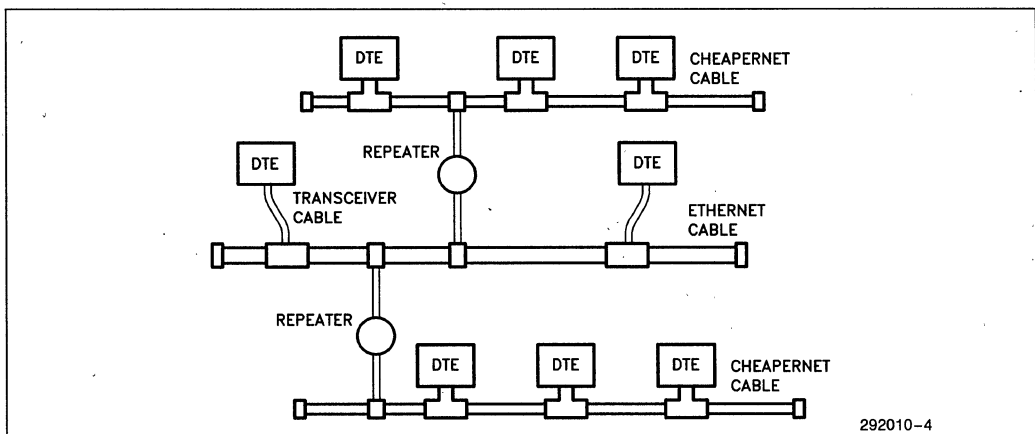 DTE
DTE
DTE
CHEAPERNET
CABLE
REPEATER
DTE
TRANSCEIVER
CABLE
DTE
ETHERNET
CABLE
REPEATER
DTE
DTE
DTE
CHEAPERNET
CABLE
292010-4